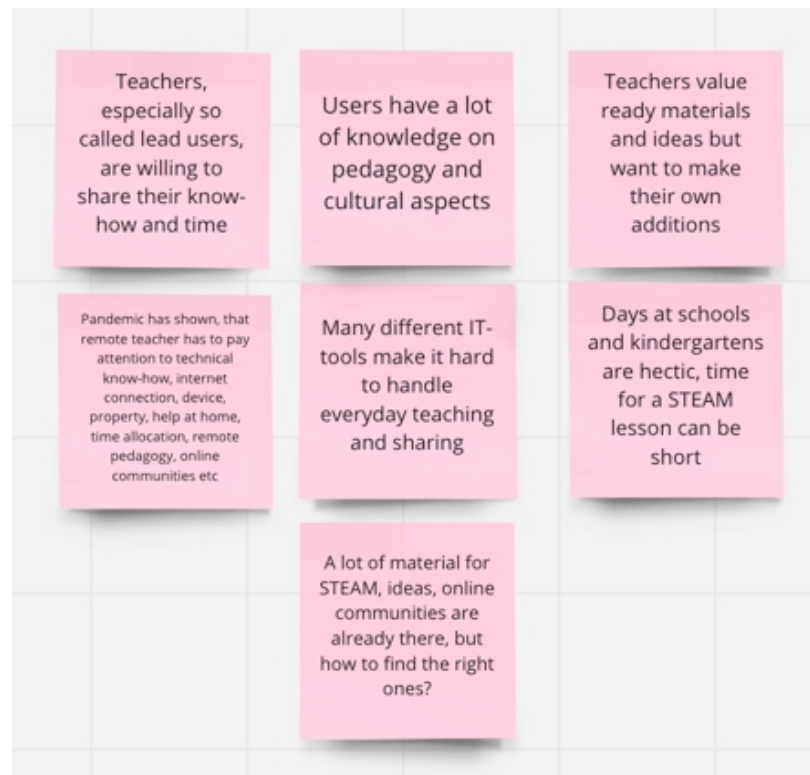 Teachers,
especially so
called lead users,
are willing to
share their know-
how and time
Users have a lot
of knowledge on
pedagogy and
cultural aspects
Teachers value
ready materials
and ideas but
want to make
their own
additions
Pandemic has shown, that
remote teacher has to pay
attention to technical
know-how, internet
connection, device,
property, help at home,
time allocation, remote
pedagogy, online
communities etc
Many different IT-
tools make it hard
to handle
everyday teaching
and sharing
Days at schools
and kindergartens
are hectic, time
for a STEAM
lesson can be
short
A lot of material for
STEAM, ideas, online
communities are
already there, but
how to find the right
ones?